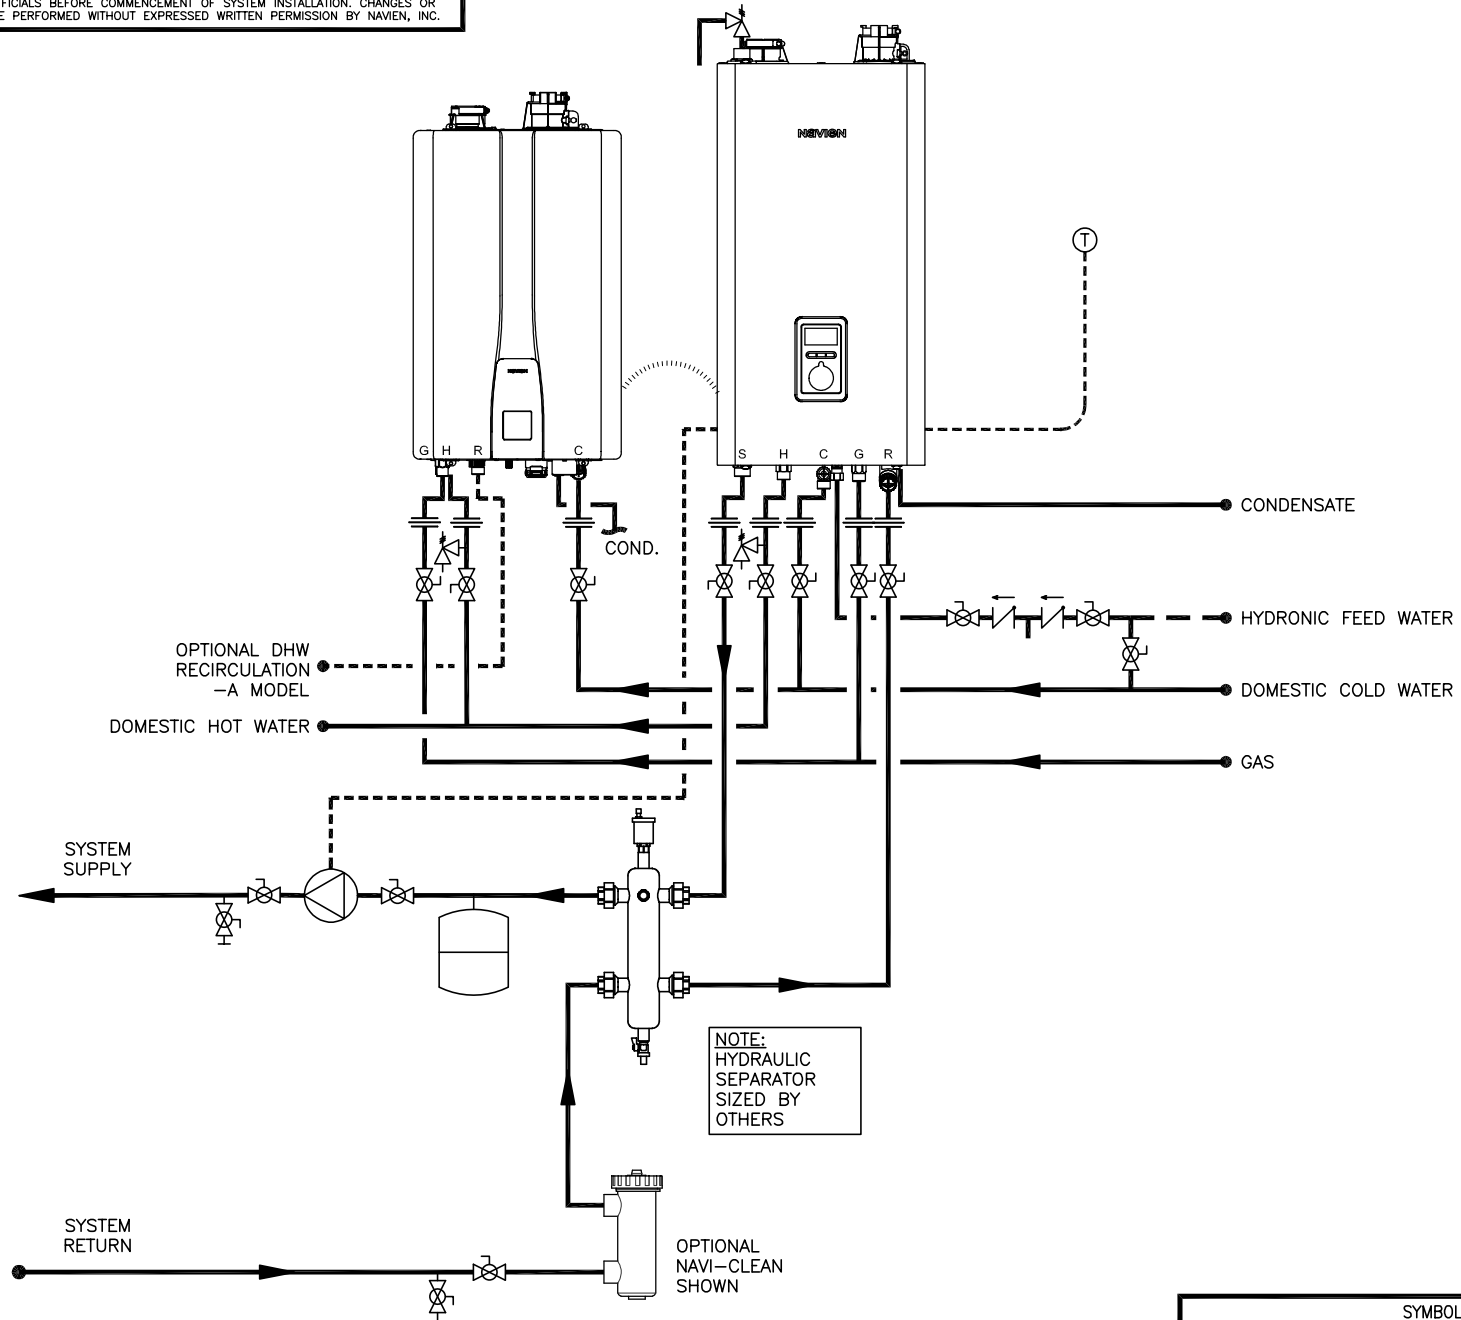 FICIALS BEFORE COMMENCEMENT OF SYSTEM INSTALLATION. CHANGES OR
E PERFORMED WITHOUT EXPRESSED WRITTEN PERMISSION BY NAVIEN, INC.
NAVIEN
NAVIEN
T
G H R C
S H C G R
CONDENSATE
COND.
HYDRONIC FEED WATER
OPTIONAL DHW
RECIRCULATION
-A MODEL
DOMESTIC COLD WATER
DOMESTIC HOT WATER
GAS
SYSTEM
SUPPLY
NOTE:
HYDRAULIC
SEPARATOR
SIZED BY
OTHERS
SYSTEM
RETURN
OPTIONAL
NAVI-CLEAN
SHOWN
SYMBOL